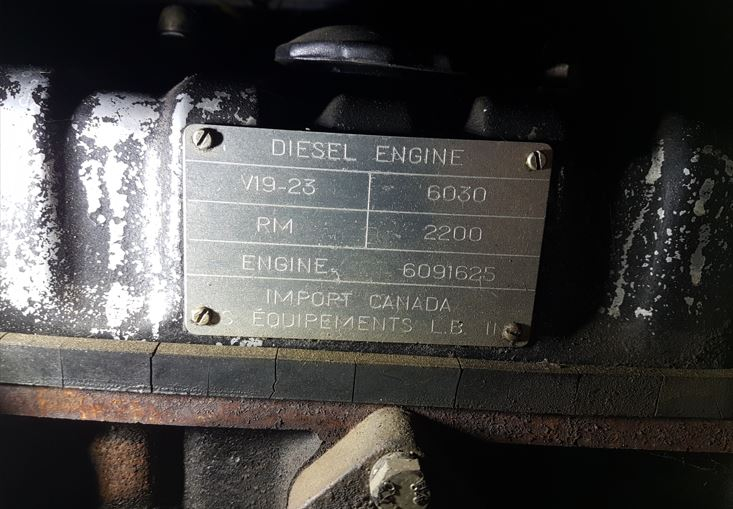 DIESEL ENGINE
V19-23 6030
RM 2200
ENGINE 6091625
IMPORT CANADA
ÉQUIPEMENTS L.B.